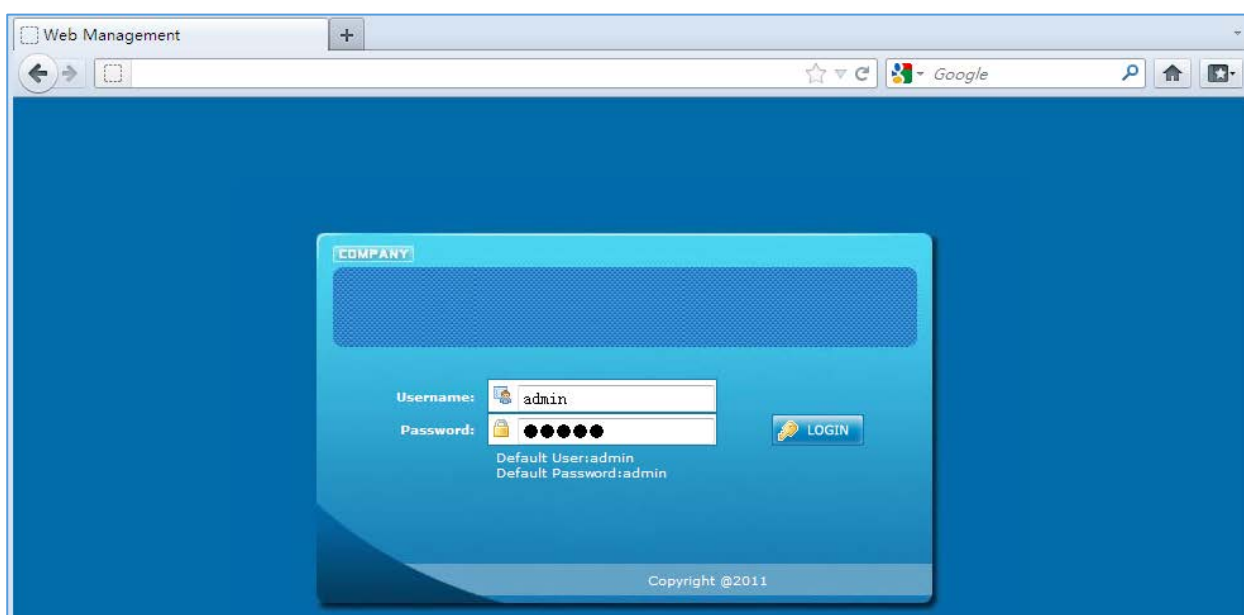 Web Management
Google
COMPANY
Username: admin
Password: ●●●●●
LOGIN
Default User:admin
Default Password:admin
Copyright @2011